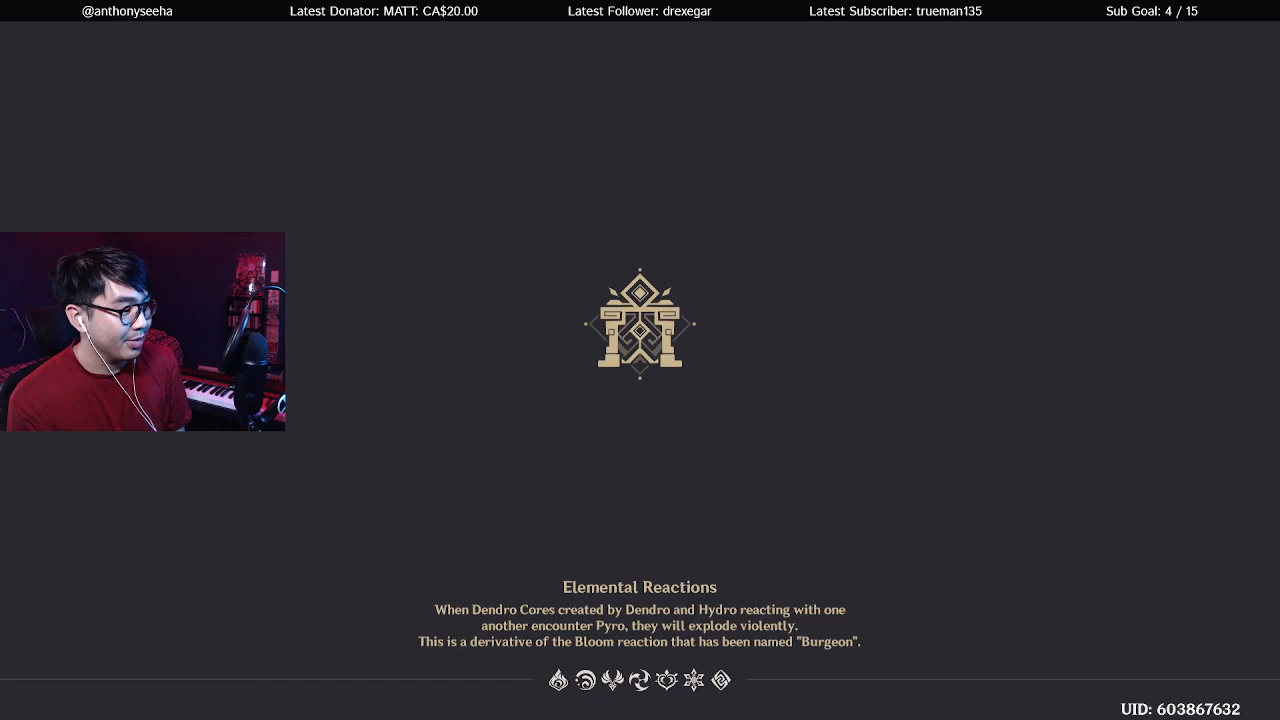 @anthonyseeha
Latest Donator: MATT: CA$20.00
Latest Follower: drexegar
Latest Subscriber: trueman135
Sub Goal: 4 / 15
Elemental Reactions
When Dendro Cores created by Dendro and Hydro reacting with one
another encounter Pyro, they will explode violently.
This is a derivative of the Bloom reaction that has been named "Burgeon".
UID: 603867632